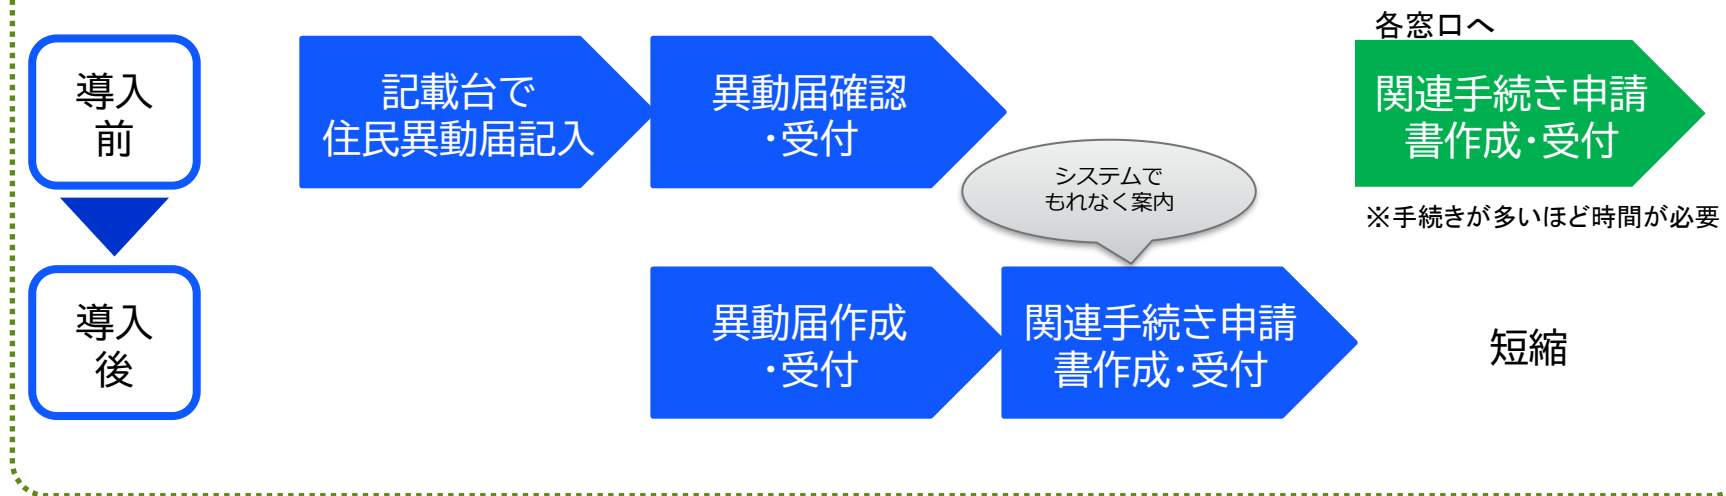 導入
前
記載台で
住民異動届記入
異動届確認
・受付
各窓口へ
関連手続き申請
書作成・受付
※手続きが多いほど時間が必要
システムで
もれなく案内
導入
後
異動届作成
・受付
関連手続き申請
書作成・受付
短縮